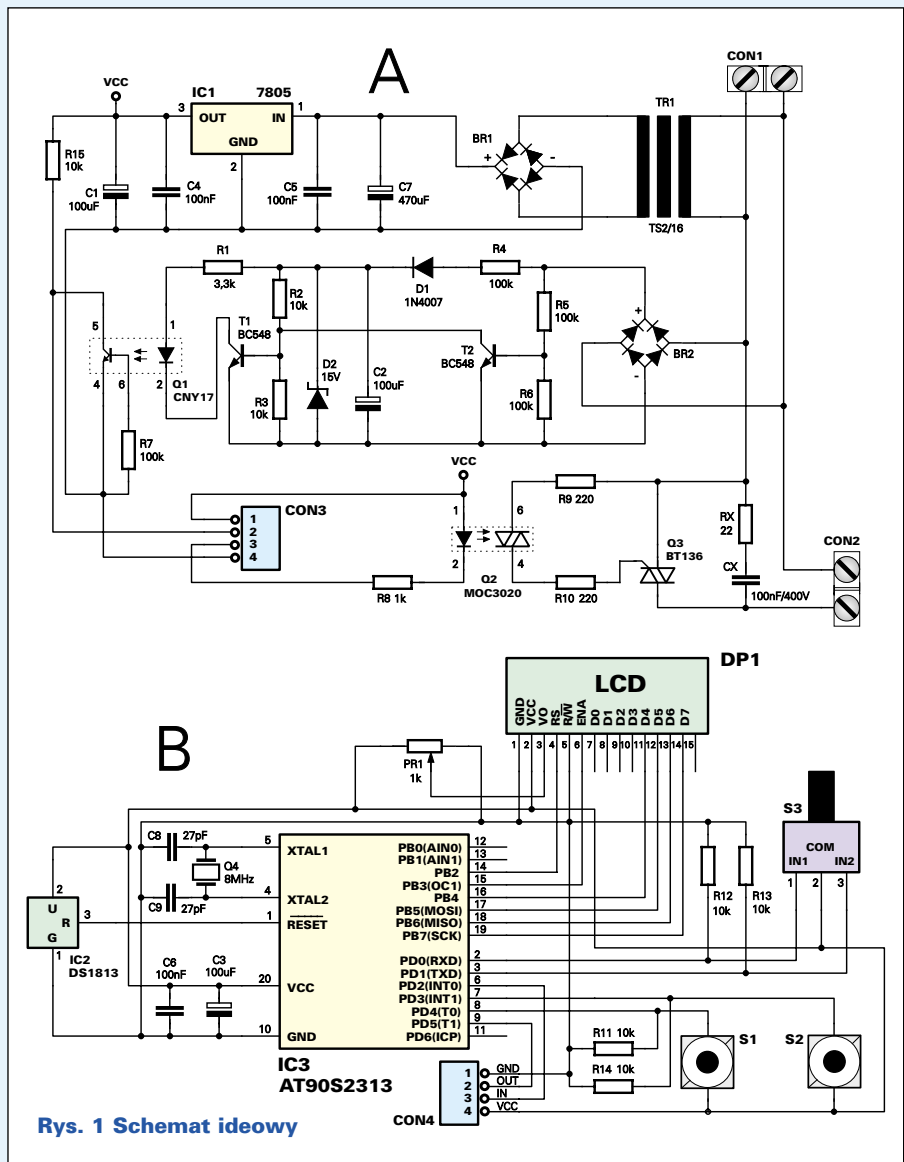 A
CON1
VCC
IC1 7805
3 OUT IN 1
GND
2
TR1
BR1
+ -
R15
10k
C1
100uF
C4
100nF
C5
100nF
C7
470uF
TS2/16
R1
3,3k
R2
10k
D1
1N4007
R4
100k
R5
100k
+
BR2
-
T1
BC548
T2
BC548
D2
15V
C2
100uF
R3
10k
R6
100k
5
1
4
6
2
Q1
CNY17
R7
100k
VCC
CON3
1
2
3
4
1
2
6
4
R9 220
R8 1k
Q2
MOC3020
R10 220
Q3
BT136
RX
22
CX
100nF/400V
CON2
DP1
LCD
GND
VCC
VO
RS
R/W
ENA
D0
D1
D2
D3
D4
D5
D6
D7
1 2 3 4 5 6 7 8 9 10 11 12 13 14 15
B
PR1
1k
S3
COM
IN1 IN2
1 2 3
C8 27pF
Q4
8MHz
C9 27pF
5 XTAL1
4 XTAL2
1 RESET
20 VCC
10 GND
PB0(AIN0) 12
PB1(AIN1) 13
PB2 14
PB3(OC1) 15
PB4 16
PB5(MOSI) 17
PB6(MISO) 18
PB7(SCK) 19
PD0(RXD) 2
PD1(TXD) 3
PD2(INT0) 6
PD3(INT1) 7
PD4(T0) 8
PD5(T1) 9
PD6(ICP) 11
R12
10k
R13
10k
2
U
R 3
G
1
IC2
DS1813
C6
100nF
C3
100uF
IC3
AT90S2313
R11 10k
R14 10k
S1
S2
CON4
1 GND
2 OUT
3 IN
4 VCC
Rys. 1 Schemat ideowy